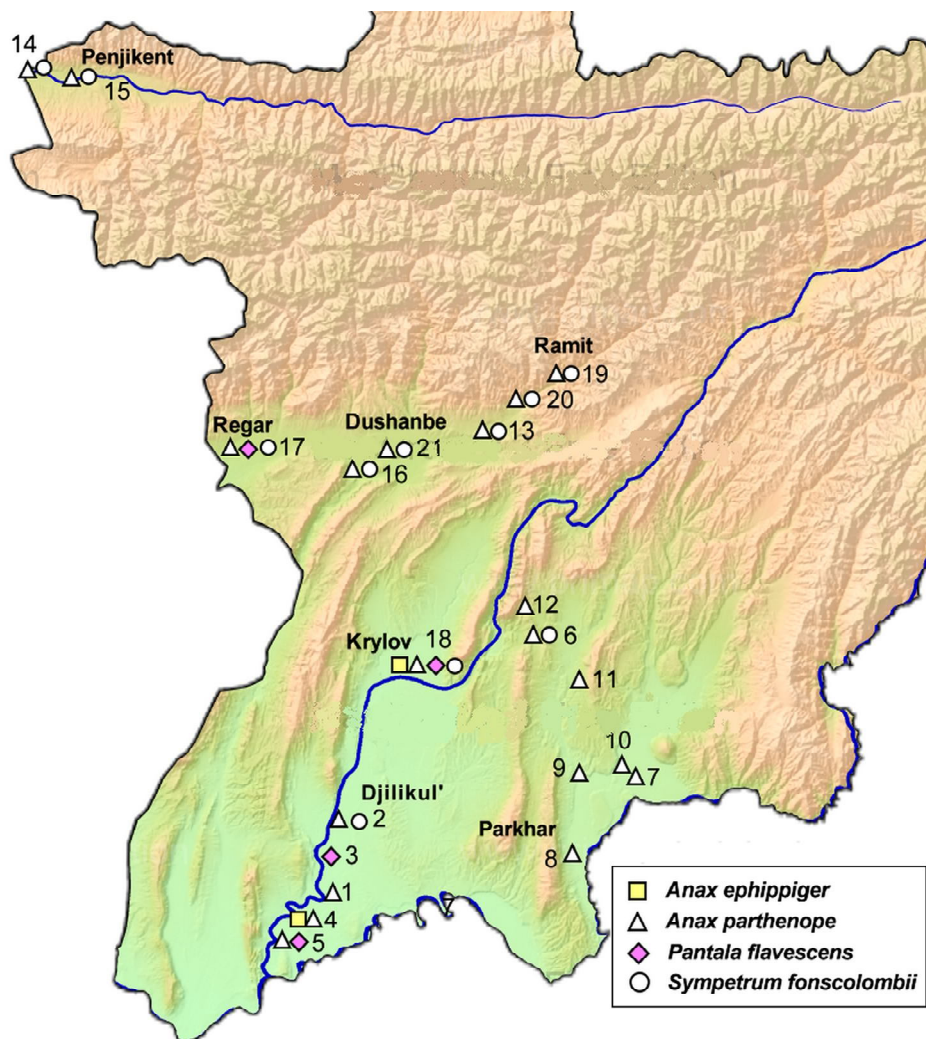 14
Penjikent
15
Ramit
19
20
Regar
Dushanbe
13
17
21
16
12
Krylov
18
6
11
10
9
7
Djilikul'
2
Parkhar
3
8
1
4
5
Anax ephippiger
Anax parthenope
Pantala flavescens
Sympetrum fonscolombii